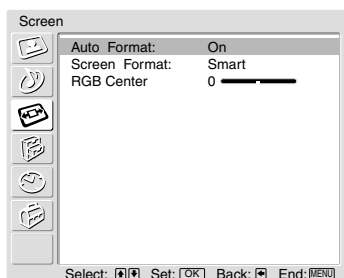 Screen
Auto Format: On
Screen Format: Smart
RGB Center 0
Select: Set: OK Back: End: MENU